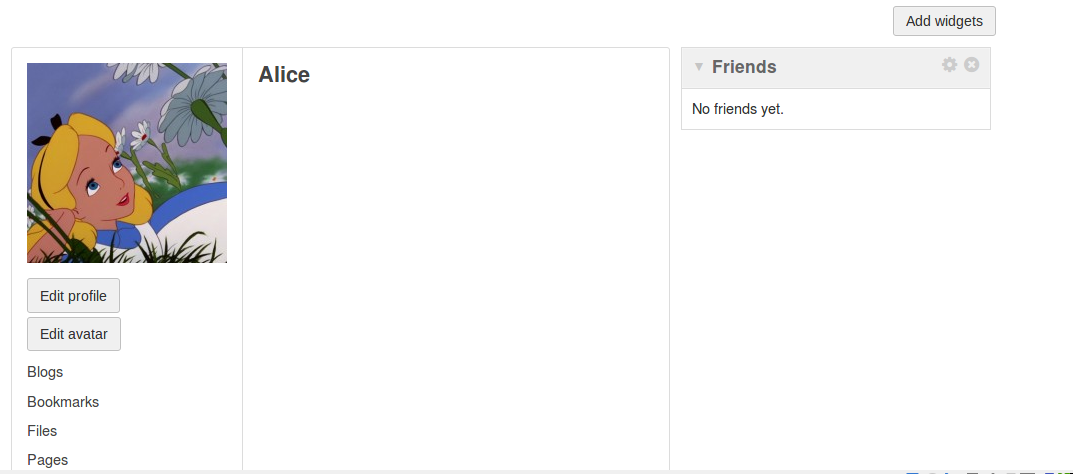 Add widgets
Alice
Friends
No friends yet.
Edit profile
Edit avatar
Blogs
Bookmarks
Files
Pages